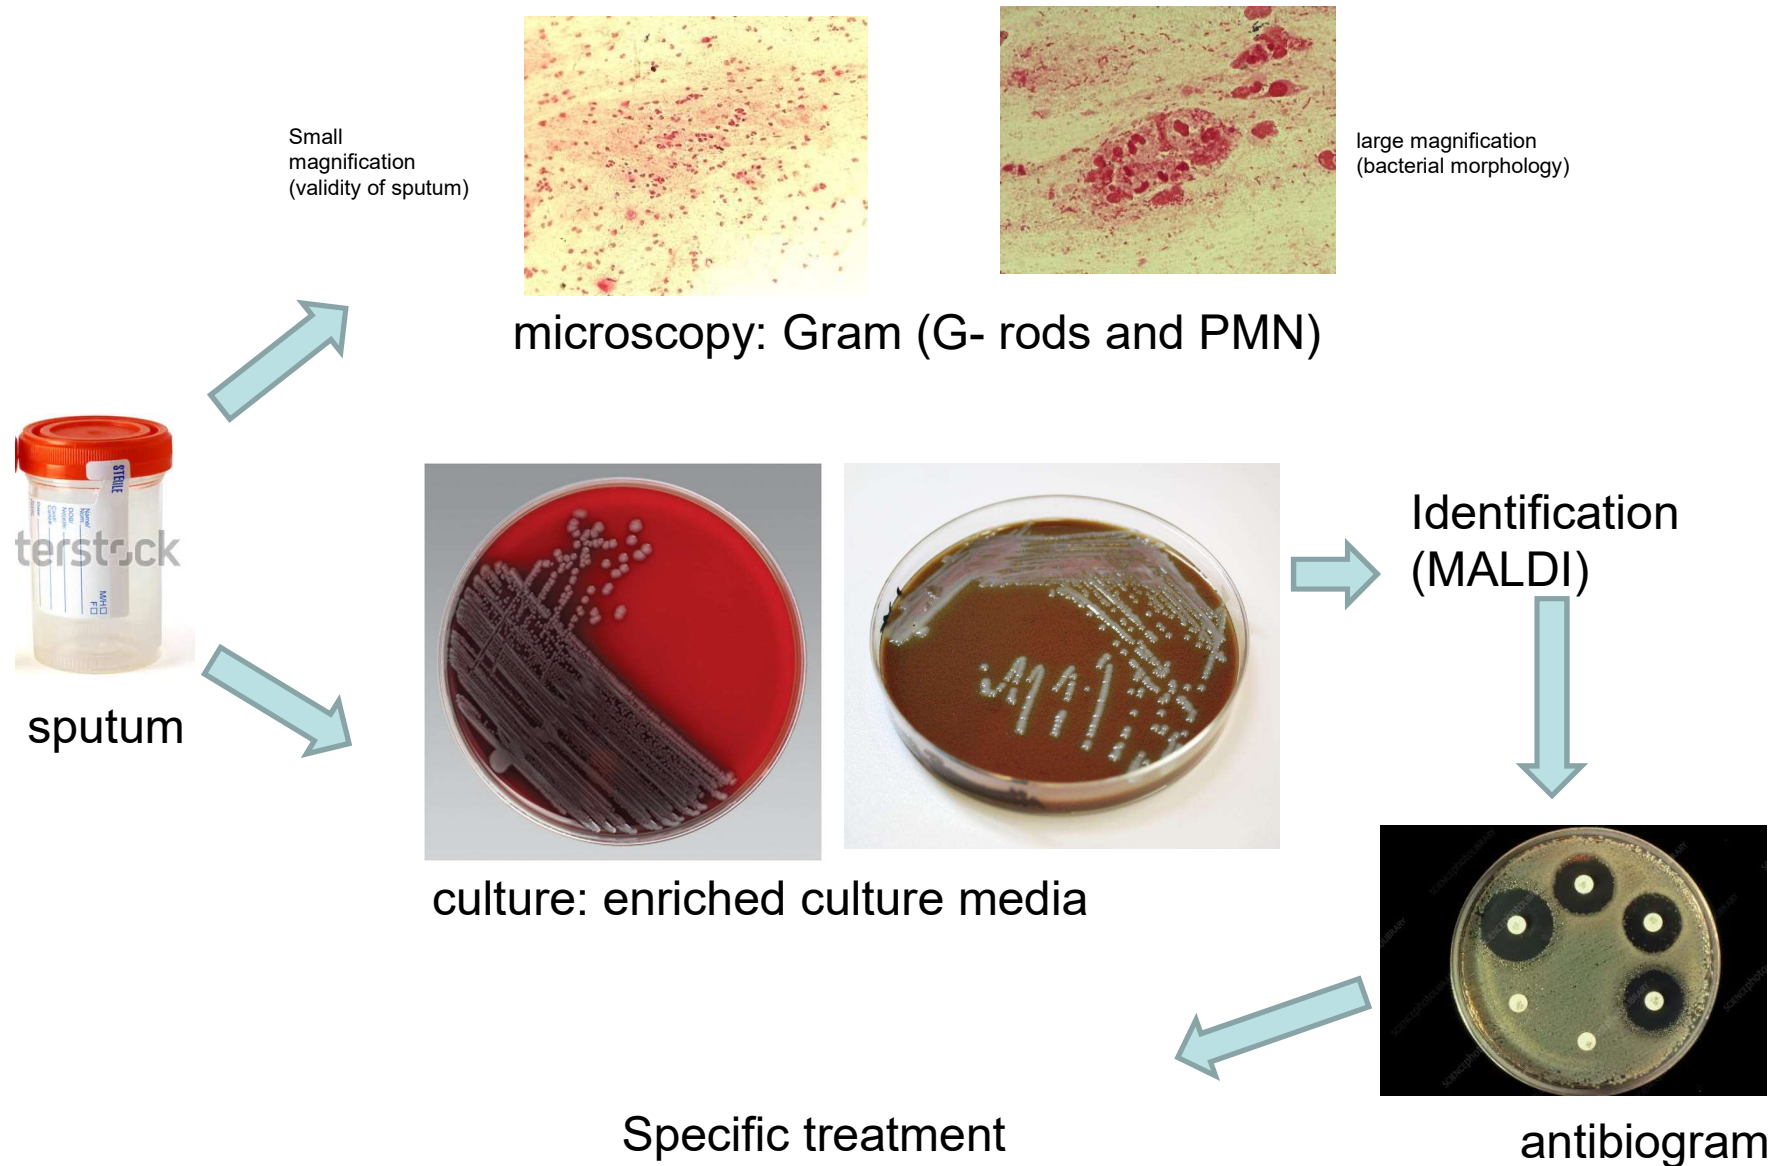 Small
magnification
(validity of sputum)
large magnification
(bacterial morphology)
microscopy: Gram (G- rods and PMN)
STERILE
terstock
M/H
F
sputum
Identification
(MALDI)
culture: enriched culture media
SCIENCEphotoLIBRARY
antibiogram
Specific treatment